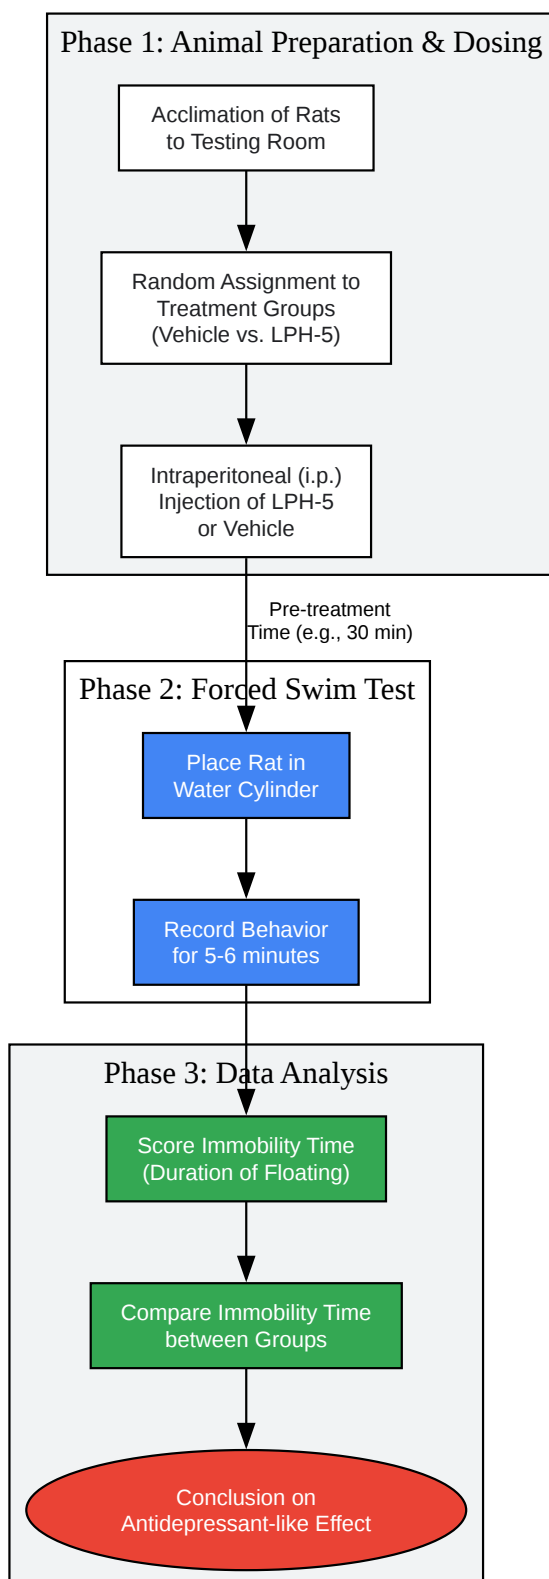 Phase 1: Animal Preparation & Dosing
Acclimation of Rats
to Testing Room
Random Assignment to
Treatment Groups
(Vehicle vs. LPH-5)
Intraperitoneal (i.p.)
Injection of LPH-5
or Vehicle
Pre-treatment
Time (e.g., 30 min)
Phase 2: Forced Swim Test
Place Rat in
Water Cylinder
Record Behavior
for 5-6 minutes
Phase 3: Data Analysis
Score Immobility Time
(Duration of Floating)
Compare Immobility Time
between Groups
Conclusion on
Antidepressant-like Effect